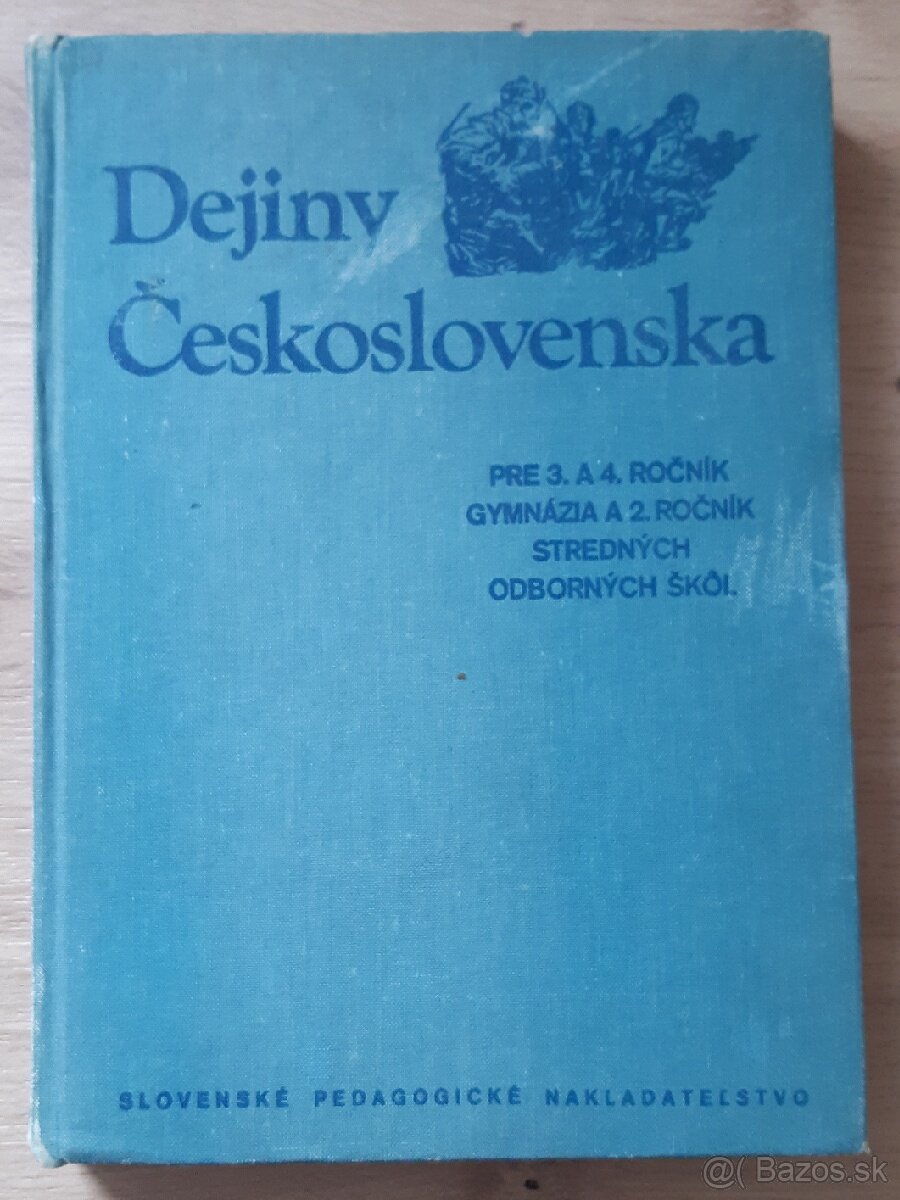 Dejiny
Československa
PRE 3. A 4. ROČNÍK
GYMNÁZIA A 2. ROČNÍK
STREDNÝCH
ODBORNÝCH ŠKÔL
SLOVENSKÉ PEDAGOGICKÉ NAKLADATEĽSTVO
@( Bazos.sk